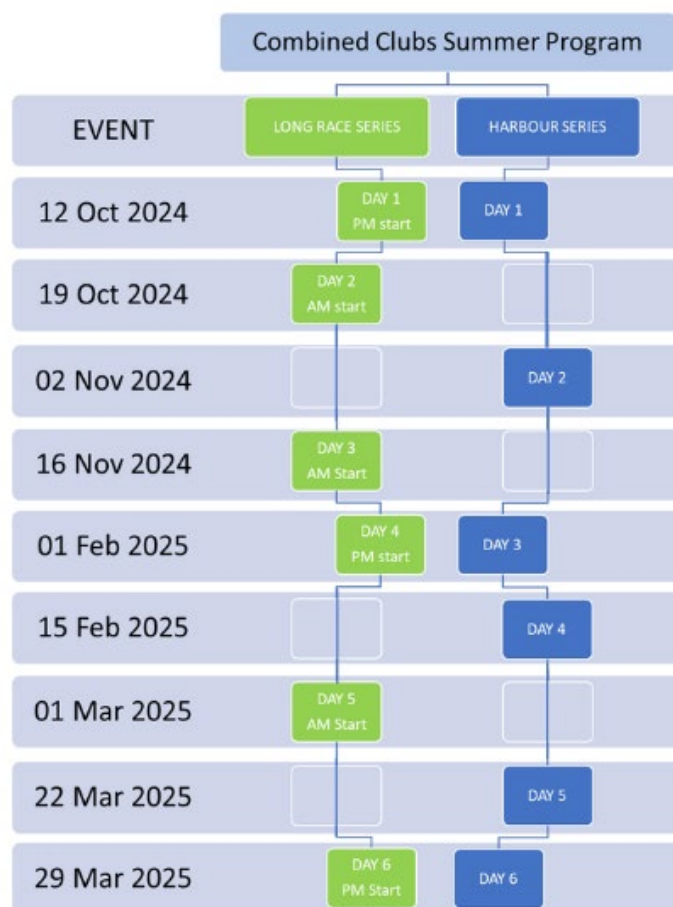 Combined Clubs Summer Program
EVENT
LONG RACE SERIES
HARBOUR SERIES
12 Oct 2024
DAY 1
PM start
DAY 1
19 Oct 2024
DAY 2
AM start
02 Nov 2024
DAY 2
16 Nov 2024
DAY 3
AM Start
01 Feb 2025
DAY 4
PM start
DAY 3
15 Feb 2025
DAY 4
01 Mar 2025
DAY 5
AM Start
22 Mar 2025
DAY 5
29 Mar 2025
DAY 6
PM Start
DAY 6